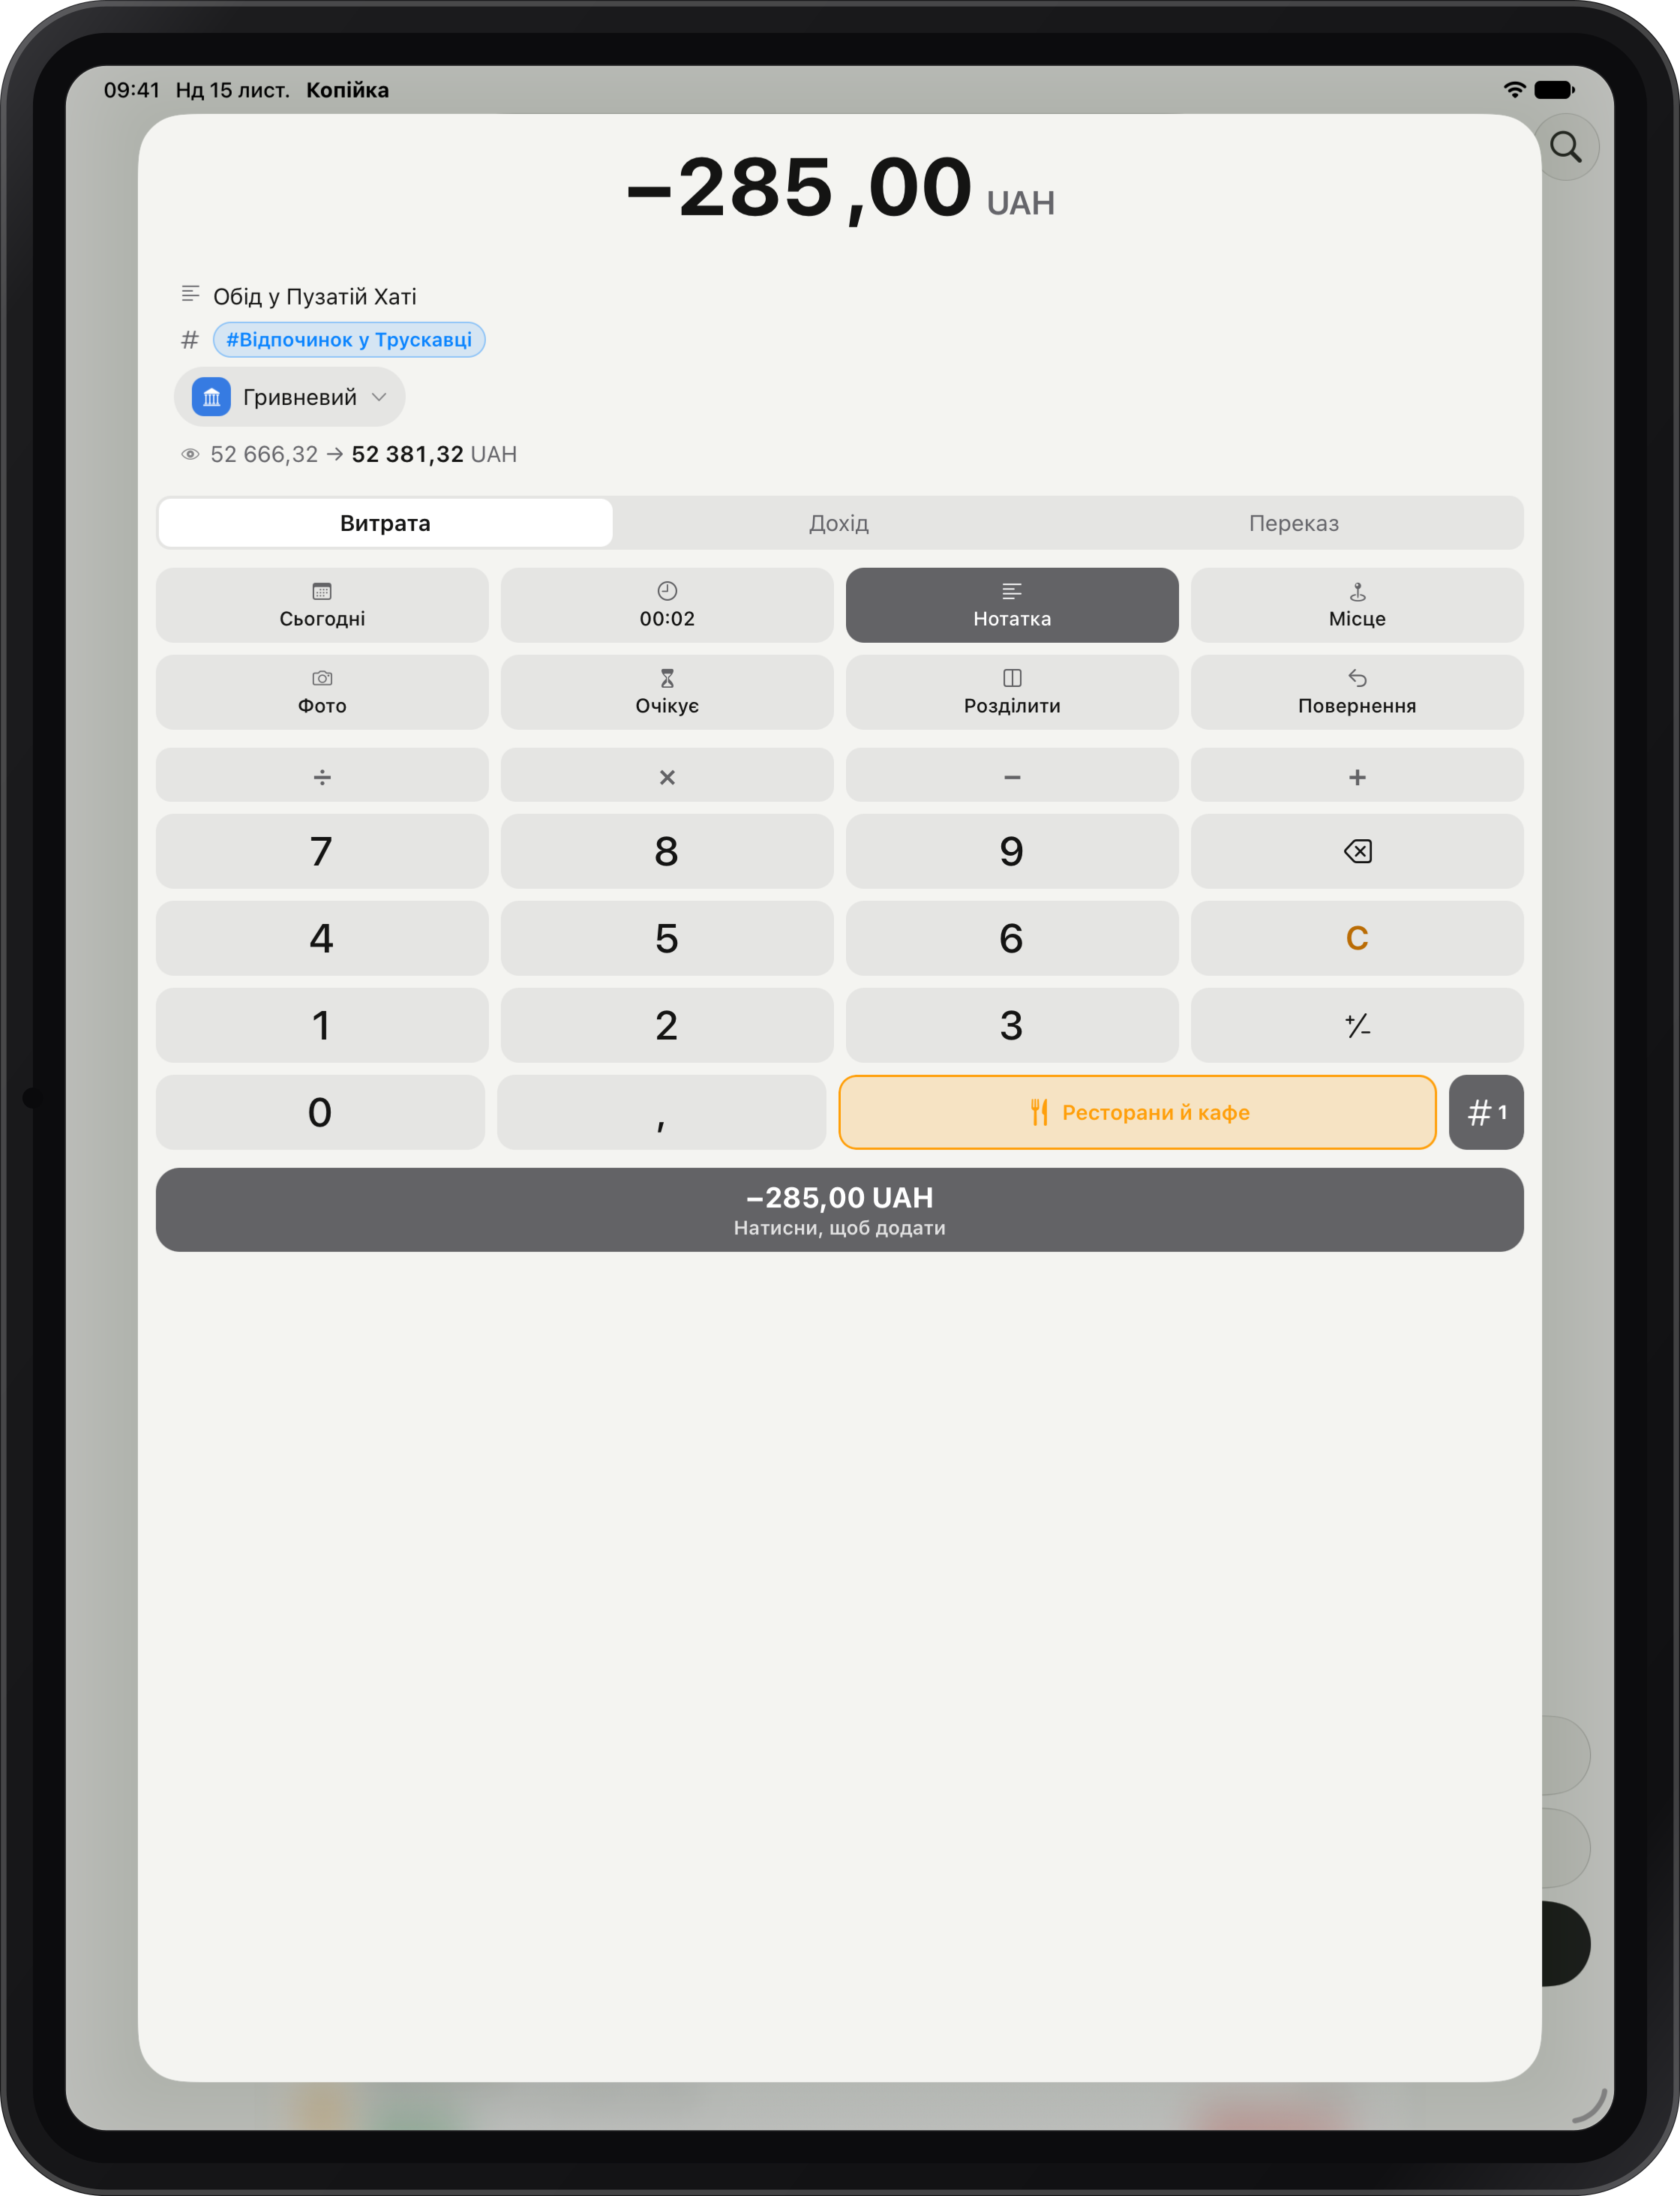 09:41 Нд 15 лист. Копійка
−285,00 UAH
Обід у Пузатій Хаті
# #Відпочинок у Трускавці
Гривневий
52 666,32 → 52 381,32 UAH
Витрата Дохід Переказ
Сьогодні 00:02 Нотатка Місце
Фото Очікує Розділити Повернення
÷ × − +
7 8 9
4 5 6 C
1 2 3 +/−
0 , Ресторани й кафе # 1
−285,00 UAH
Натисни, щоб додати